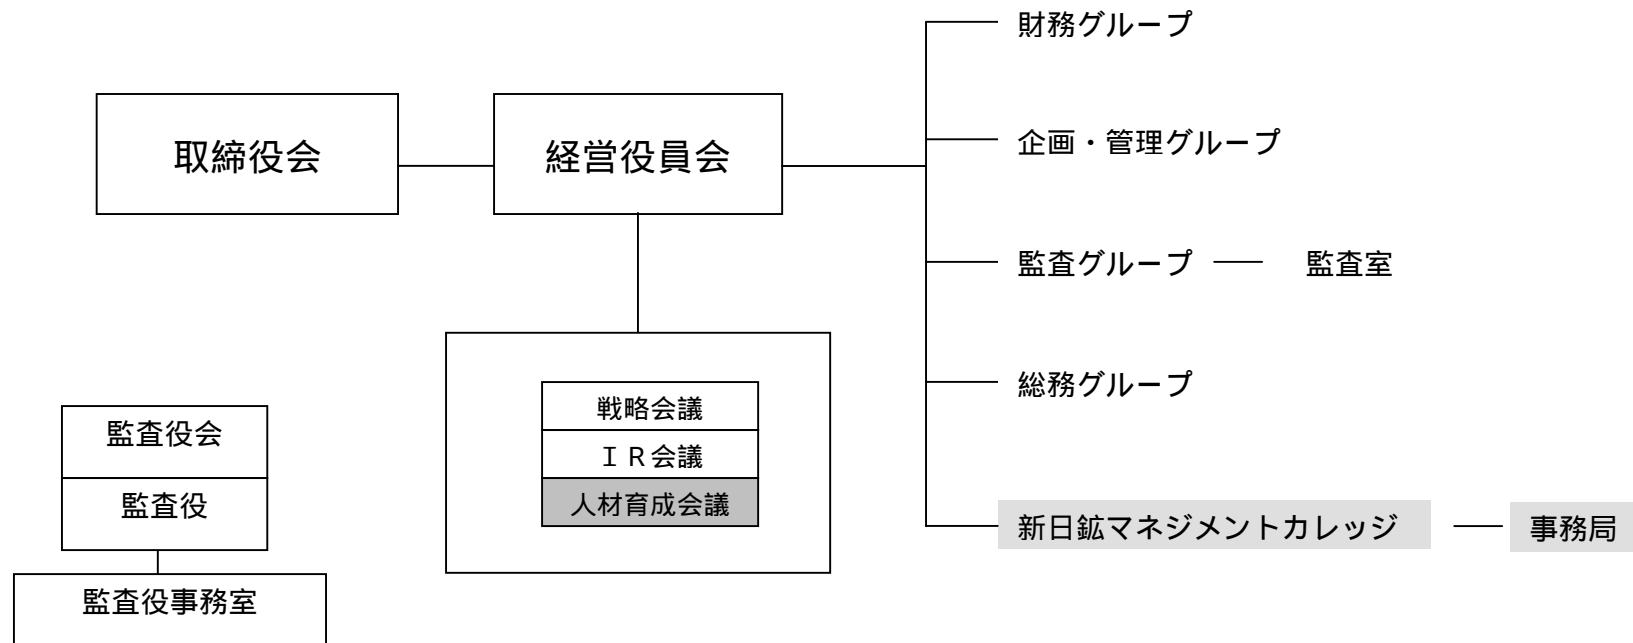 財務グループ
取締役会
経営役員会
企画・管理グループ
監査グループ
監査室
総務グループ
戦略会議
ＩＲ会議
人材育成会議
監査役会
監査役
監査役事務室
新日鉱マネジメントカレッジ
事務局